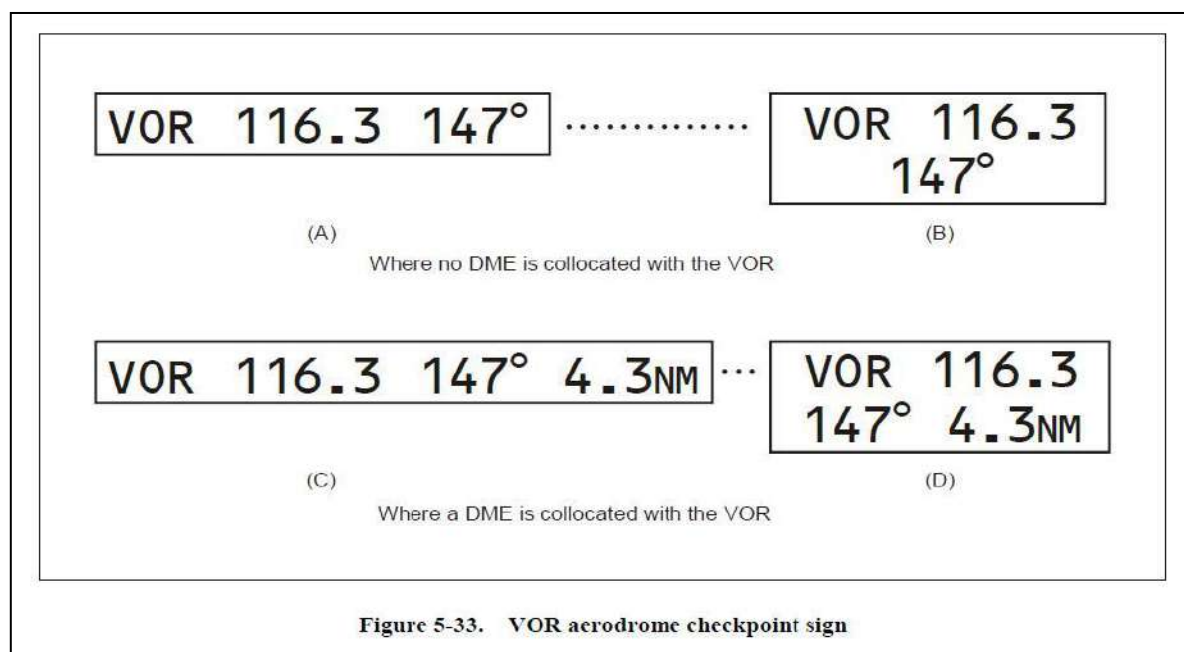 VOR 116.3 147° ..............
VOR 116.3
147°
(A)
(B)
Where no DME is collocated with the VOR
VOR 116.3 147° 4.3NM ...
VOR 116.3
147° 4.3NM
(C)
(D)
Where a DME is collocated with the VOR
Figure 5-33. VOR aerodrome checkpoint sign